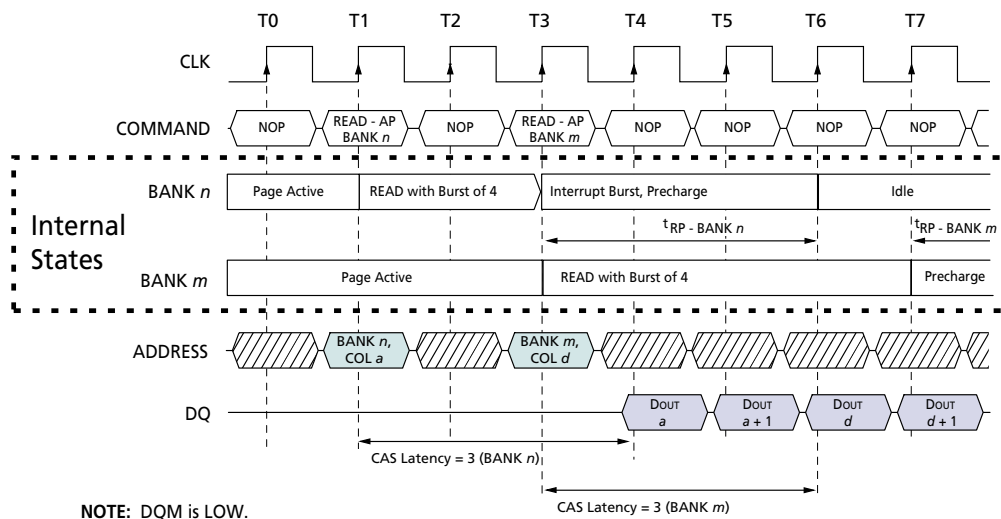 T0 T1 T2 T3 T4 T5 T6 T7
CLK
COMMAND NOP READ - AP BANK n NOP READ - AP BANK m NOP NOP NOP NOP
BANK n Page Active READ with Burst of 4 Interrupt Burst, Precharge Idle
Internal States
tRP - BANK n tRP - BANK m
BANK m Page Active READ with Burst of 4 Precharge
ADDRESS BANK n, COL a BANK m, COL d
DQ DOUT a DOUT a + 1 DOUT d DOUT d + 1
CAS Latency = 3 (BANK n)
CAS Latency = 3 (BANK m)
NOTE: DQM is LOW.